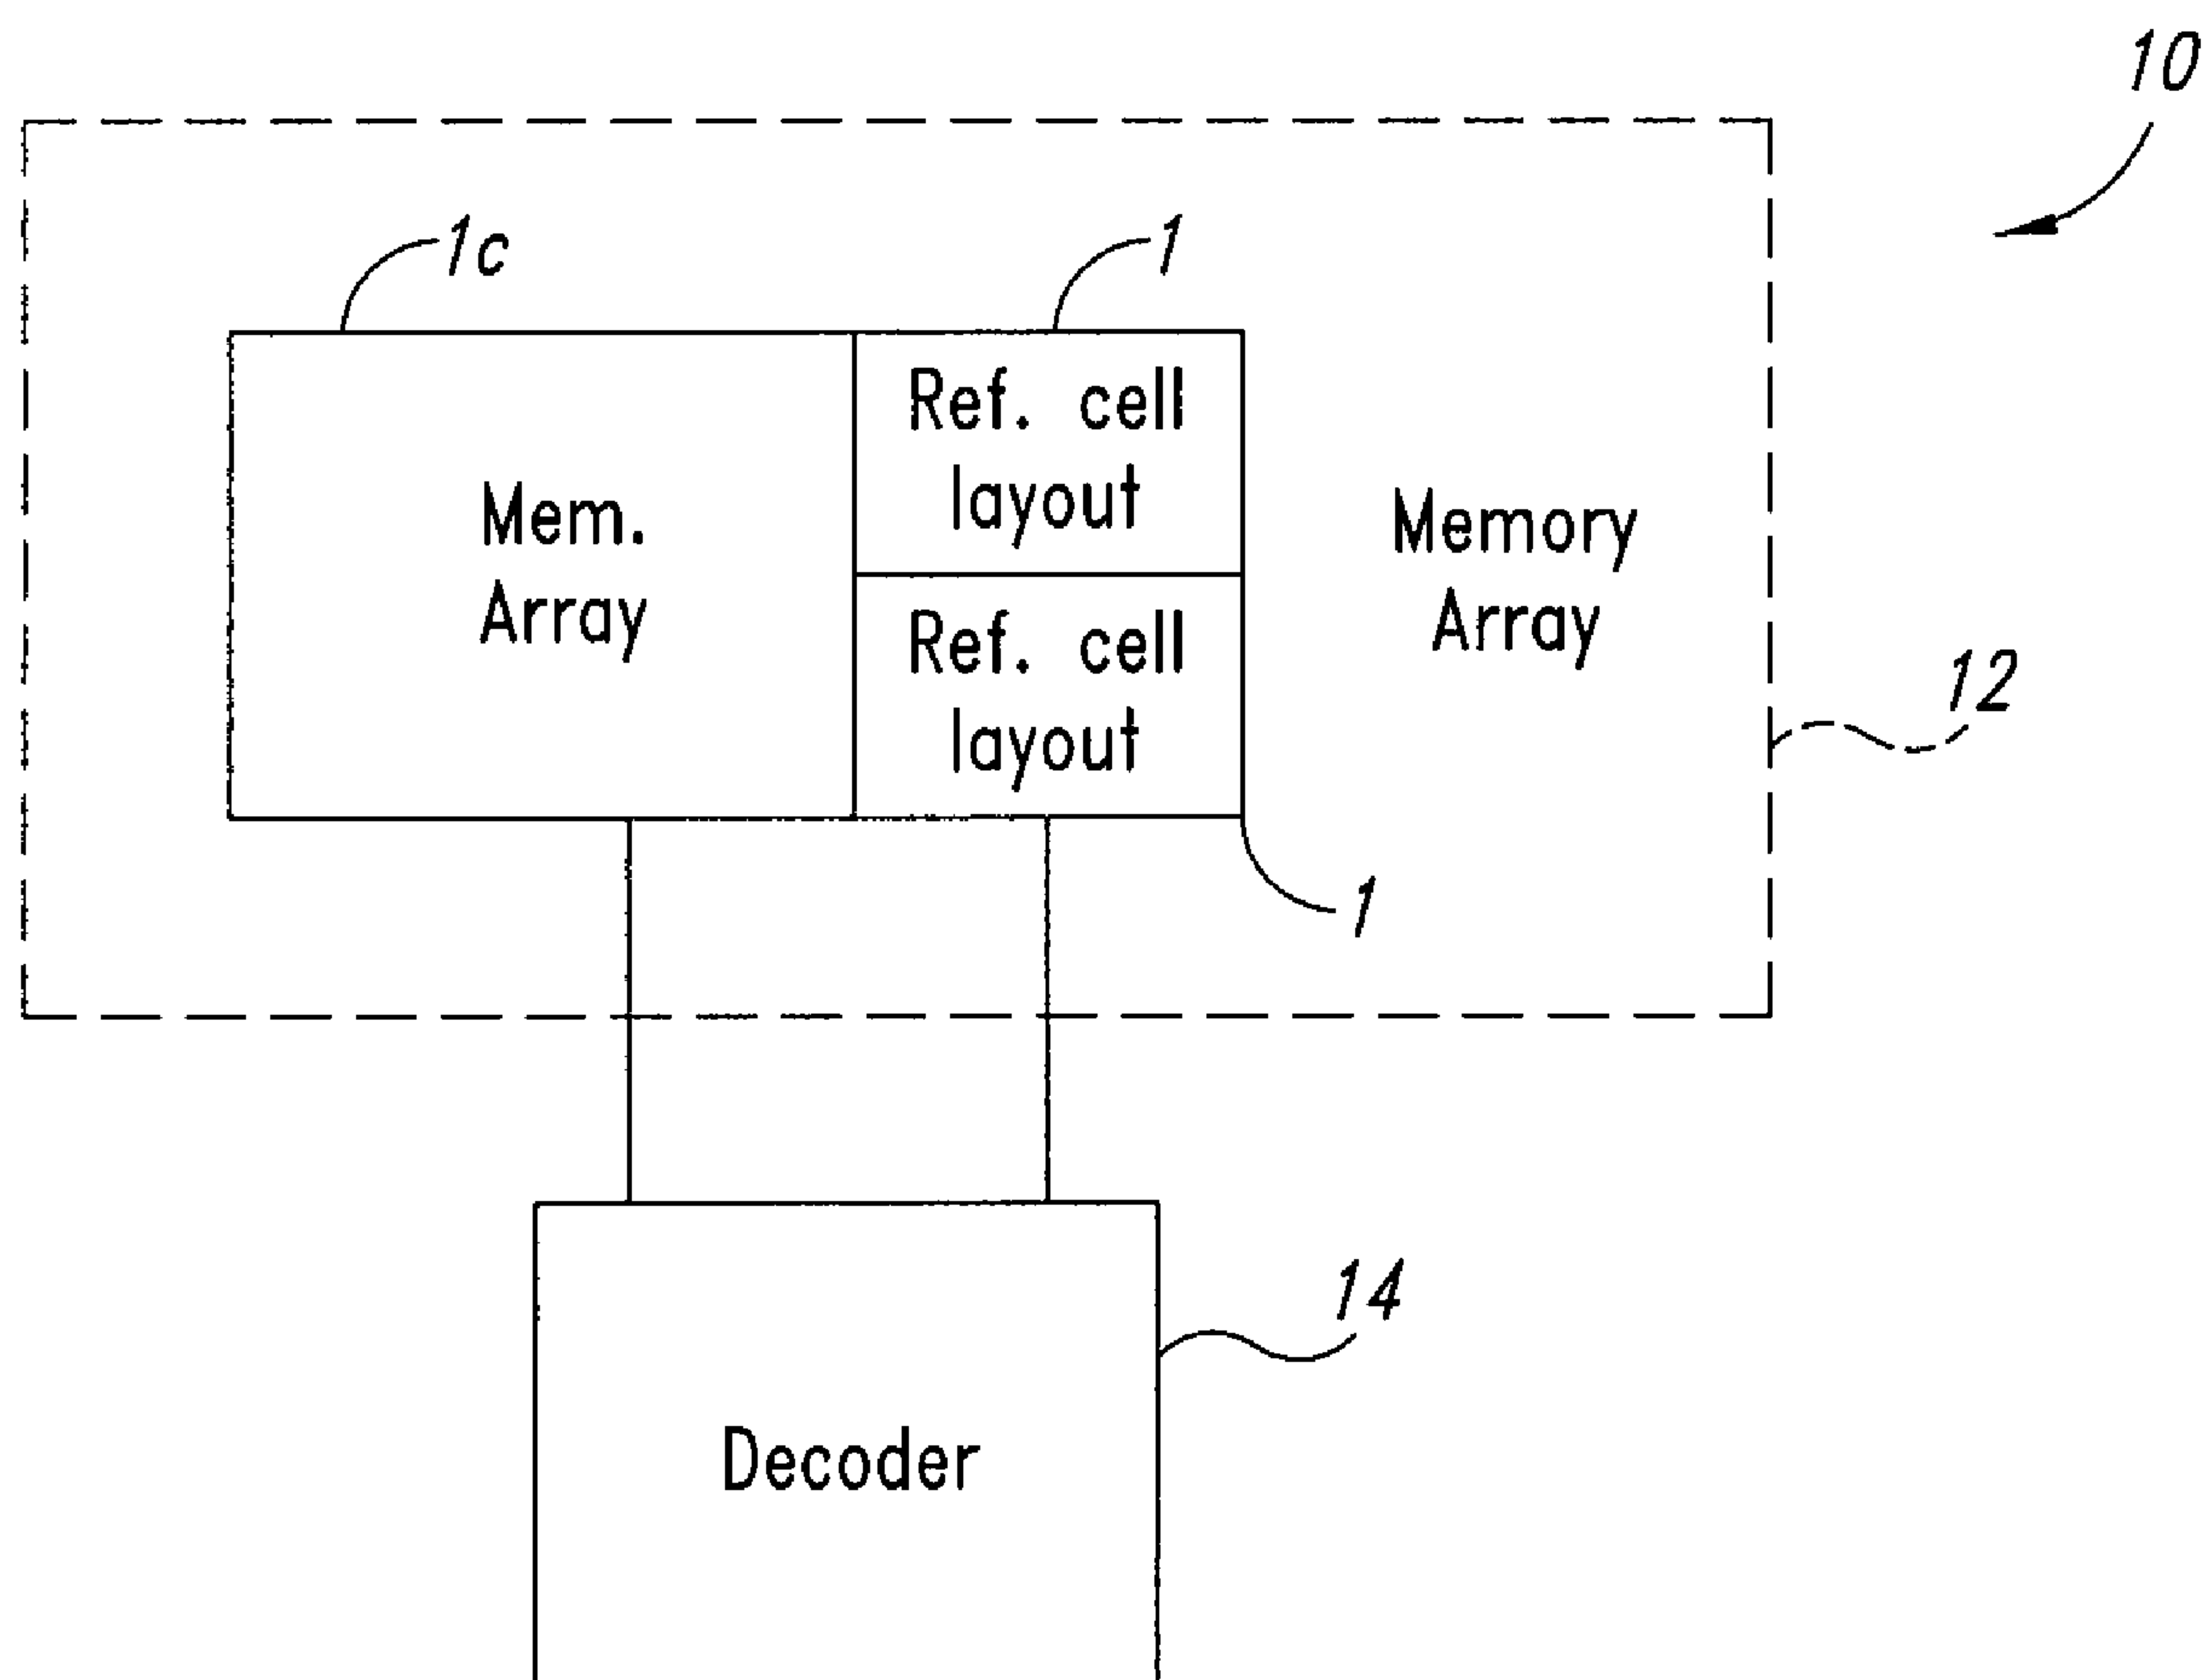 10
1c
1
Ref. cell
layout
Mem.
Array
Memory
Array
Ref. cell
layout
12
1
14
Decoder